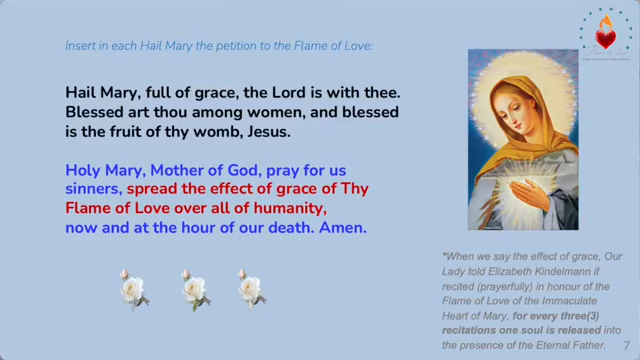 Insert in each Hail Mary the petition to the Flame of Love:
Hail Mary, full of grace, the Lord is with thee.
Blessed art thou among women, and blessed
is the fruit of thy womb, Jesus.
Holy Mary, Mother of God, pray for us
sinners, spread the effect of grace of Thy
Flame of Love over all of humanity,
now and at the hour of our death. Amen.
*When we say the effect of grace, Our
Lady told Elizabeth Kindelmann if
recited (prayerfully) in honour of the
Flame of Love of the Immaculate
Heart of Mary, for every three(3)
recitations one soul is released into
the presence of the Eternal Father.
7